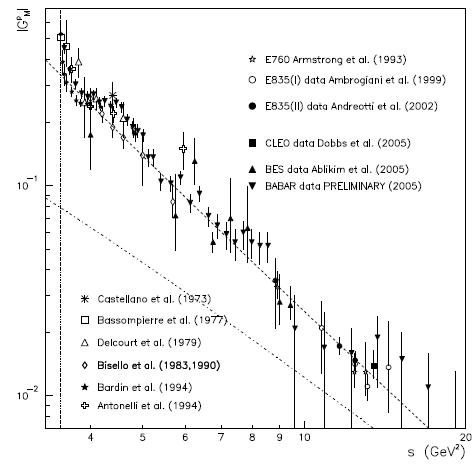 |G^p_M|
E760 Armstrong et al. (1993)
E835(I) data Ambrogiani et al. (1999)
E835(II) data Andreotti et al. (2002)
CLEO data Dobbs et al. (2005)
BES data Ablikim et al. (2005)
BABAR data PRELIMINARY (2005)
10^-1
Castellano et al. (1973)
Bassompierre et al. (1977)
Delcourt et al. (1979)
Bisello et al. (1983,1990)
Bardin et al. (1994)
Antonelli et al. (1994)
10^-2
4 5 6 7 8 9 10 20
s (GeV²)